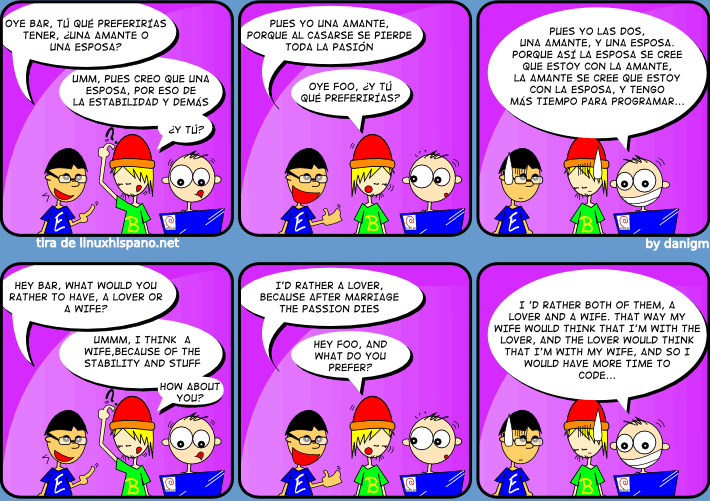 OYE BAR, TÚ QUÉ PREFERIRÍAS
TENER, ¿UNA AMANTE O
UNA ESPOSA?
UMM, PUES CREO QUE UNA
ESPOSA, POR ESO DE
LA ESTABILIDAD Y DEMÁS
¿Y TÚ?
E
B
PUES YO UNA AMANTE,
PORQUE AL CASARSE SE PIERDE
TODA LA PASIÓN
OYE FOO, ¿Y TÚ
QUÉ PREFERIRÍAS?
E
B
PUES YO LAS DOS,
UNA AMANTE, Y UNA ESPOSA.
PORQUE ASÍ LA ESPOSA SE CREE
QUE ESTOY CON LA AMANTE,
LA AMANTE SE CREE QUE ESTOY
CON LA ESPOSA, Y TENGO
MÁS TIEMPO PARA PROGRAMAR...
E
B
tira de linuxhispano.net
by danigm
HEY BAR, WHAT WOULD YOU
RATHER TO HAVE, A LOVER OR
A WIFE?
UMMM, I THINK A
WIFE,BECAUSE OF THE
STABILITY AND STUFF
HOW ABOUT
YOU?
E
B
I'D RATHER A LOVER,
BECAUSE AFTER MARRIAGE
THE PASSION DIES
HEY FOO, AND
WHAT DO YOU
PREFER?
E
B
I 'D RATHER BOTH OF THEM, A
LOVER AND A WIFE. THAT WAY MY
WIFE WOULD THINK THAT I'M WITH THE
LOVER, AND THE LOVER WOULD THINK
THAT I'M WITH MY WIFE, AND SO I
WOULD HAVE MORE TIME TO
CODE...
E
B